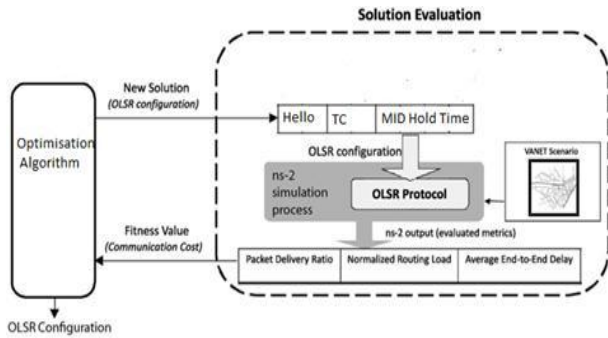 Solution Evaluation
New Solution
(OLSR configuration)
Hello TC MID Hold Time
Optimisation
Algorithm
OLSR configuration
VANET Scenario
ns-2
simulation
process
OLSR Protocol
Fitness Value
(Communication Cost)
ns-2 output (evaluated metrics)
Packet Delivery Ratio Normalized Routing Load Average End-to-End Delay
OLSR Configuration